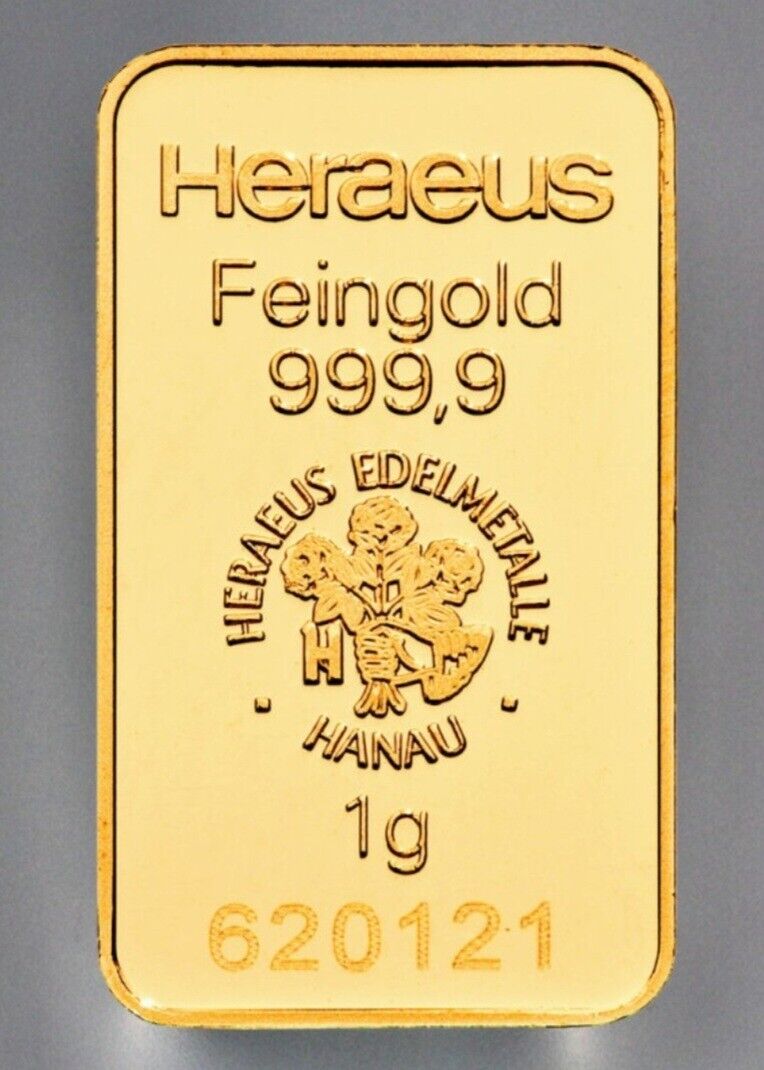 Heraeus
Feingold
999,9
HERAEUS EDELMETALLE
H
· HANAU ·
1g
620121